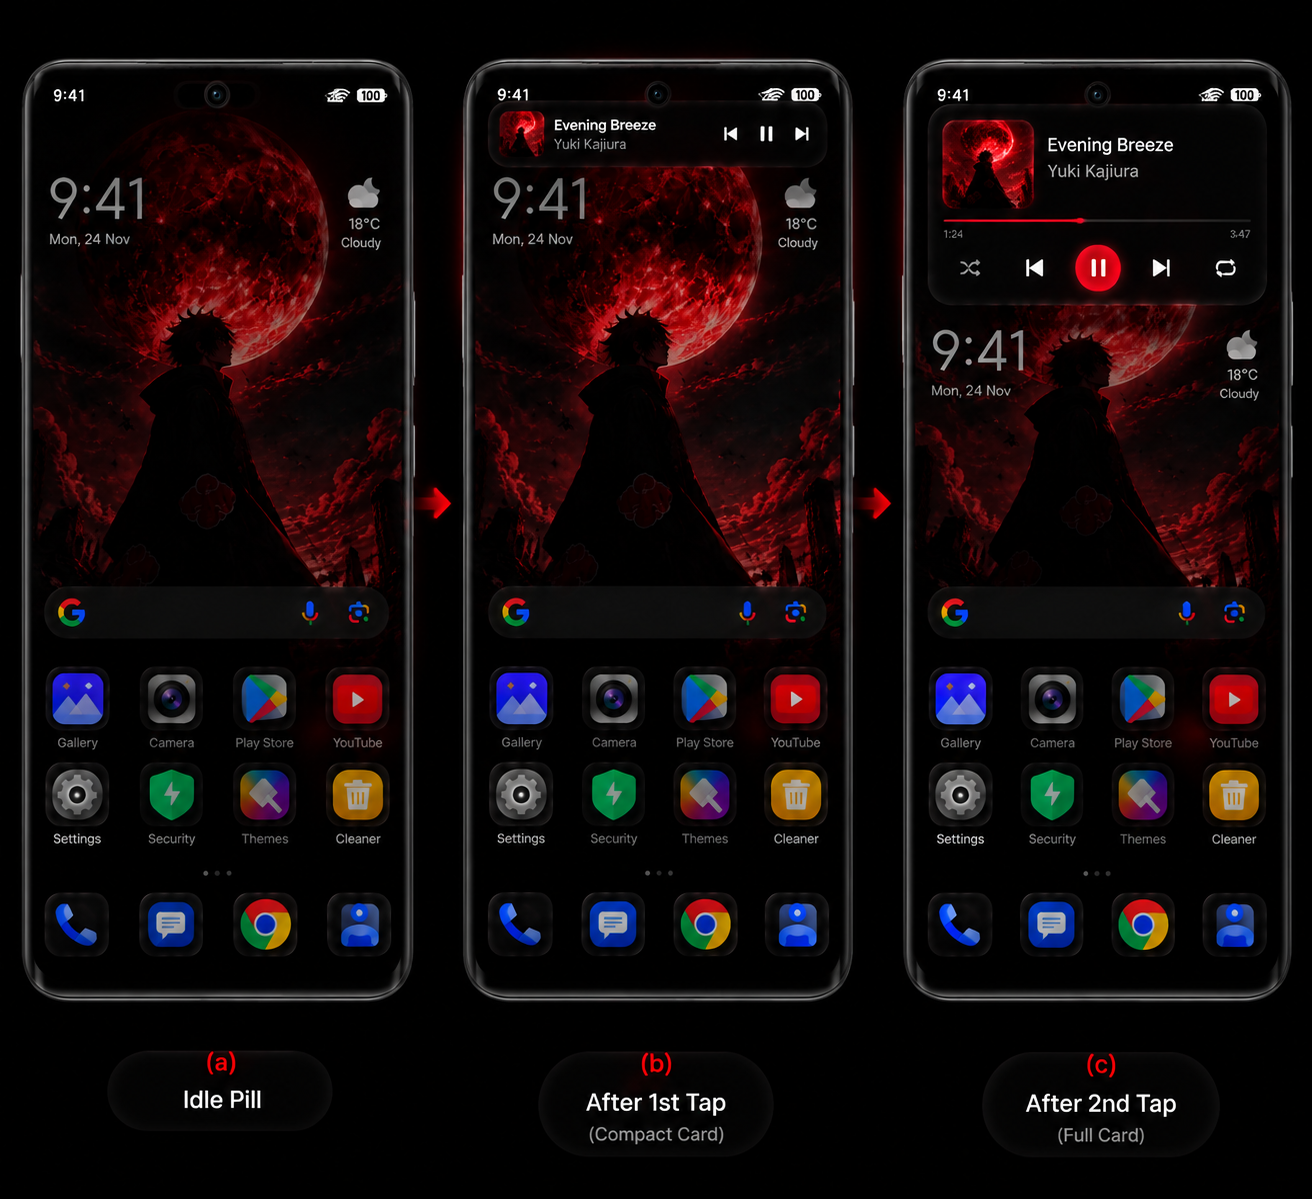 9:41
100
9:41
Mon, 24 Nov
18°C
Cloudy
Gallery
Camera
Play Store
YouTube
Settings
Security
Themes
Cleaner
(a)
Idle Pill
9:41
100
Evening Breeze
Yuki Kajiura
9:41
Mon, 24 Nov
18°C
Cloudy
Gallery
Camera
Play Store
YouTube
Settings
Security
Themes
Cleaner
(b)
After 1st Tap
(Compact Card)
9:41
100
Evening Breeze
Yuki Kajiura
1:24
3:47
9:41
Mon, 24 Nov
18°C
Cloudy
Gallery
Camera
Play Store
YouTube
Settings
Security
Themes
Cleaner
(c)
After 2nd Tap
(Full Card)